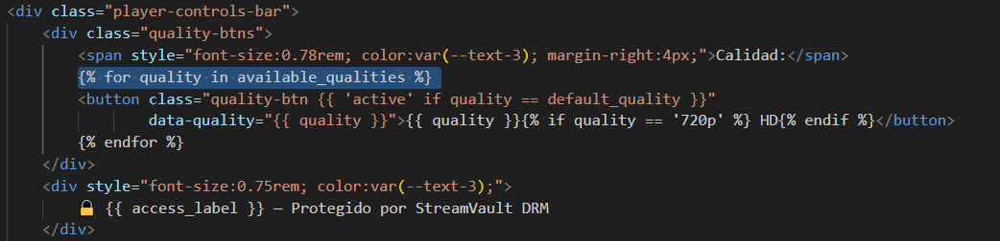 <div class="player-controls-bar">
<div class="quality-btns">
<span style="font-size:0.78rem; color:var(--text-3); margin-right:4px;">Calidad:</span>
{% for quality in available_qualities %}
<button class="quality-btn {{ 'active' if quality == default_quality }}"
data-quality="{{ quality }}">{{ quality }}{% if quality == '720p' %} HD{% endif %}</button>
{% endfor %}
</div>
<div style="font-size:0.75rem; color:var(--text-3);">
🔒 {{ access_label }} — Protegido por StreamVault DRM
</div>